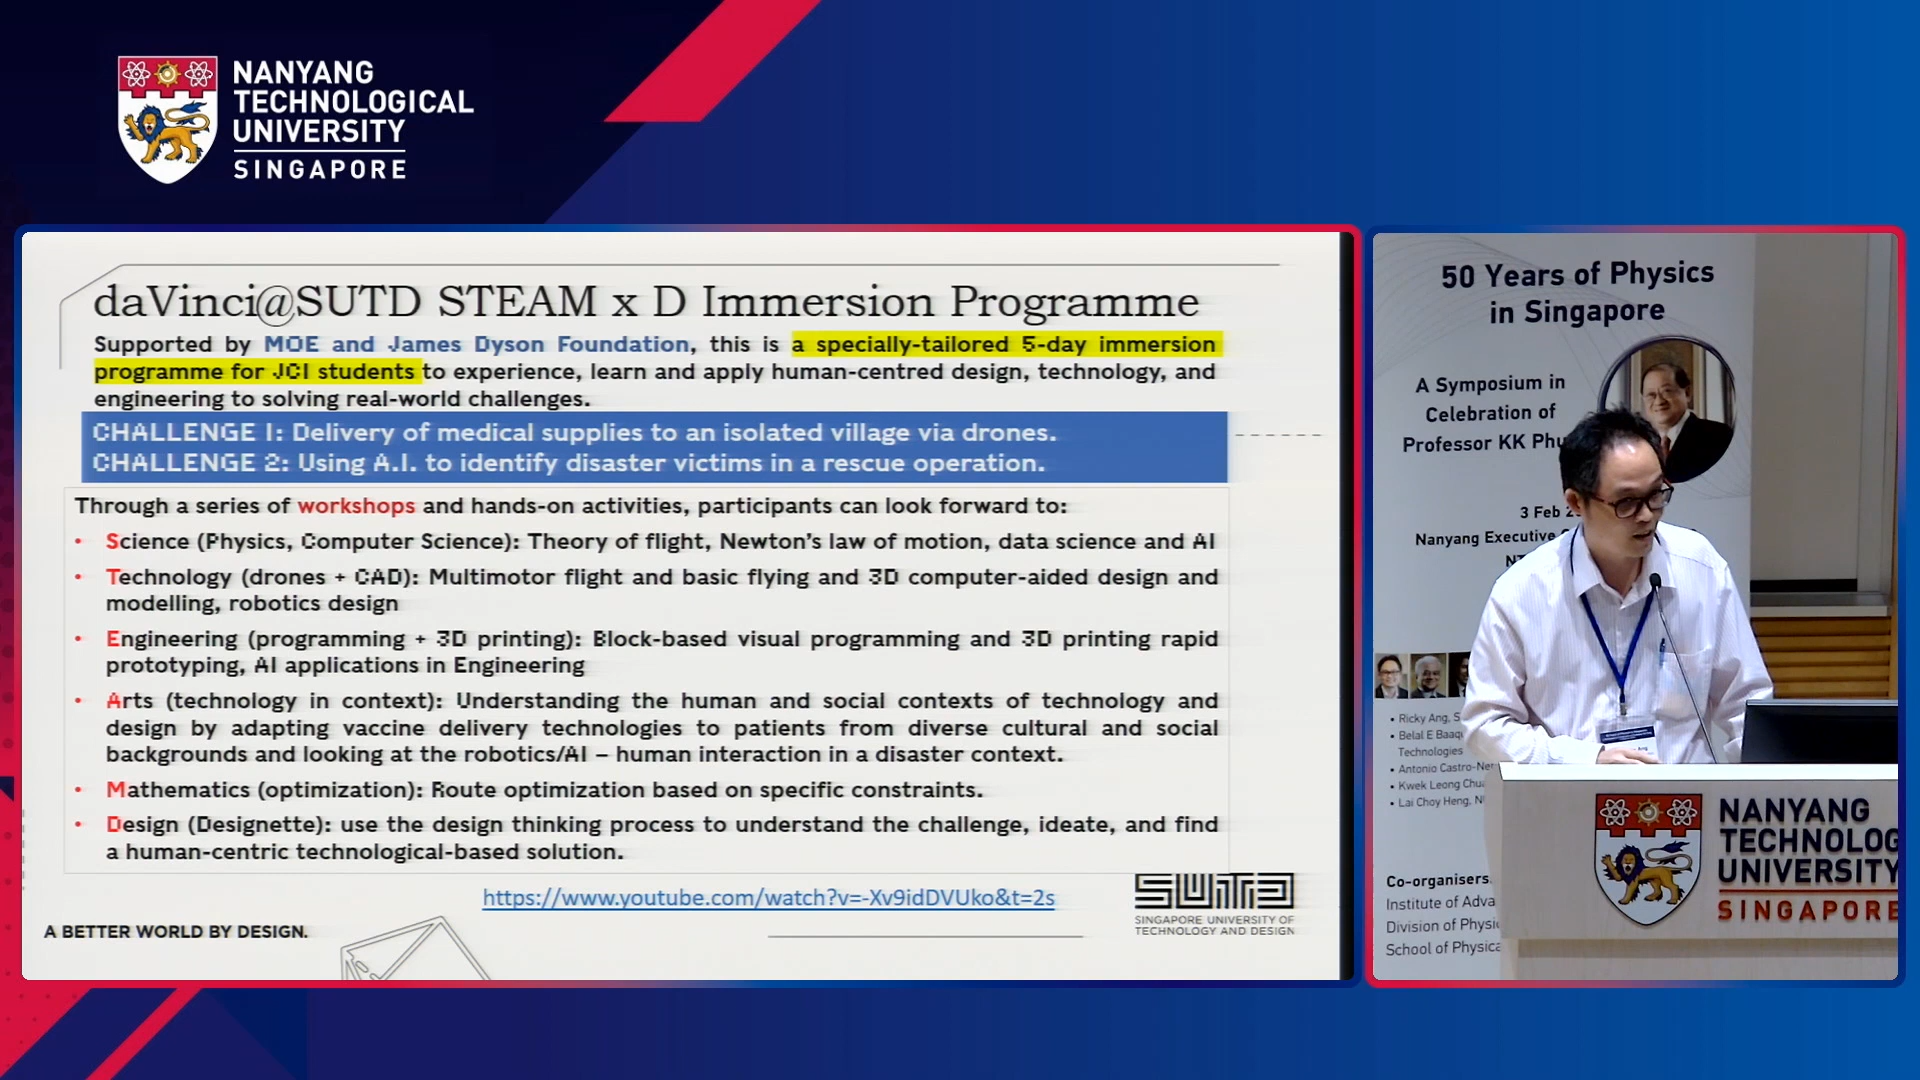 NANYANG
TECHNOLOGICAL
UNIVERSITY
SINGAPORE
daVinci@SUTD STEAM x D Immersion Programme
Supported by MOE and James Dyson Foundation, this is a specially-tailored 5-day immersion
programme for JC1 students to experience, learn and apply human-centred design, technology, and
engineering to solving real-world challenges.
CHALLENGE 1: Delivery of medical supplies to an isolated village via drones.
CHALLENGE 2: Using A.I. to identify disaster victims in a rescue operation.
Through a series of workshops and hands-on activities, participants can look forward to:
• Science (Physics, Computer Science): Theory of flight, Newton's law of motion, data science and AI
• Technology (drones + CAD): Multimotor flight and basic flying and 3D computer-aided design and
modelling, robotics design
• Engineering (programming + 3D printing): Block-based visual programming and 3D printing rapid
prototyping, AI applications in Engineering
• Arts (technology in context): Understanding the human and social contexts of technology and
design by adapting vaccine delivery technologies to patients from diverse cultural and social
backgrounds and looking at the robotics/AI – human interaction in a disaster context.
• Mathematics (optimization): Route optimization based on specific constraints.
• Design (Designette): use the design thinking process to understand the challenge, ideate, and find
a human-centric technological-based solution.
https://www.youtube.com/watch?v=-Xv9idDVUko&t=2s
A BETTER WORLD BY DESIGN.
SUTD
SINGAPORE UNIVERSITY OF
TECHNOLOGY AND DESIGN
50 Years of Physics
in Singapore
A Symposium in
Celebration of
Professor KK Phu
3 Feb 2
Nanyang Executive
• Ricky Ang, S
• Belal E Baaq
Technologies
• Antonio Castro-Ne
• Kwek Leong Chu
• Lai Choy Heng, N
Co-organisers
Institute of Adva
Division of Physi
School of Physica
NANYANG
TECHNOLOG
UNIVERSITY
SINGAPORE